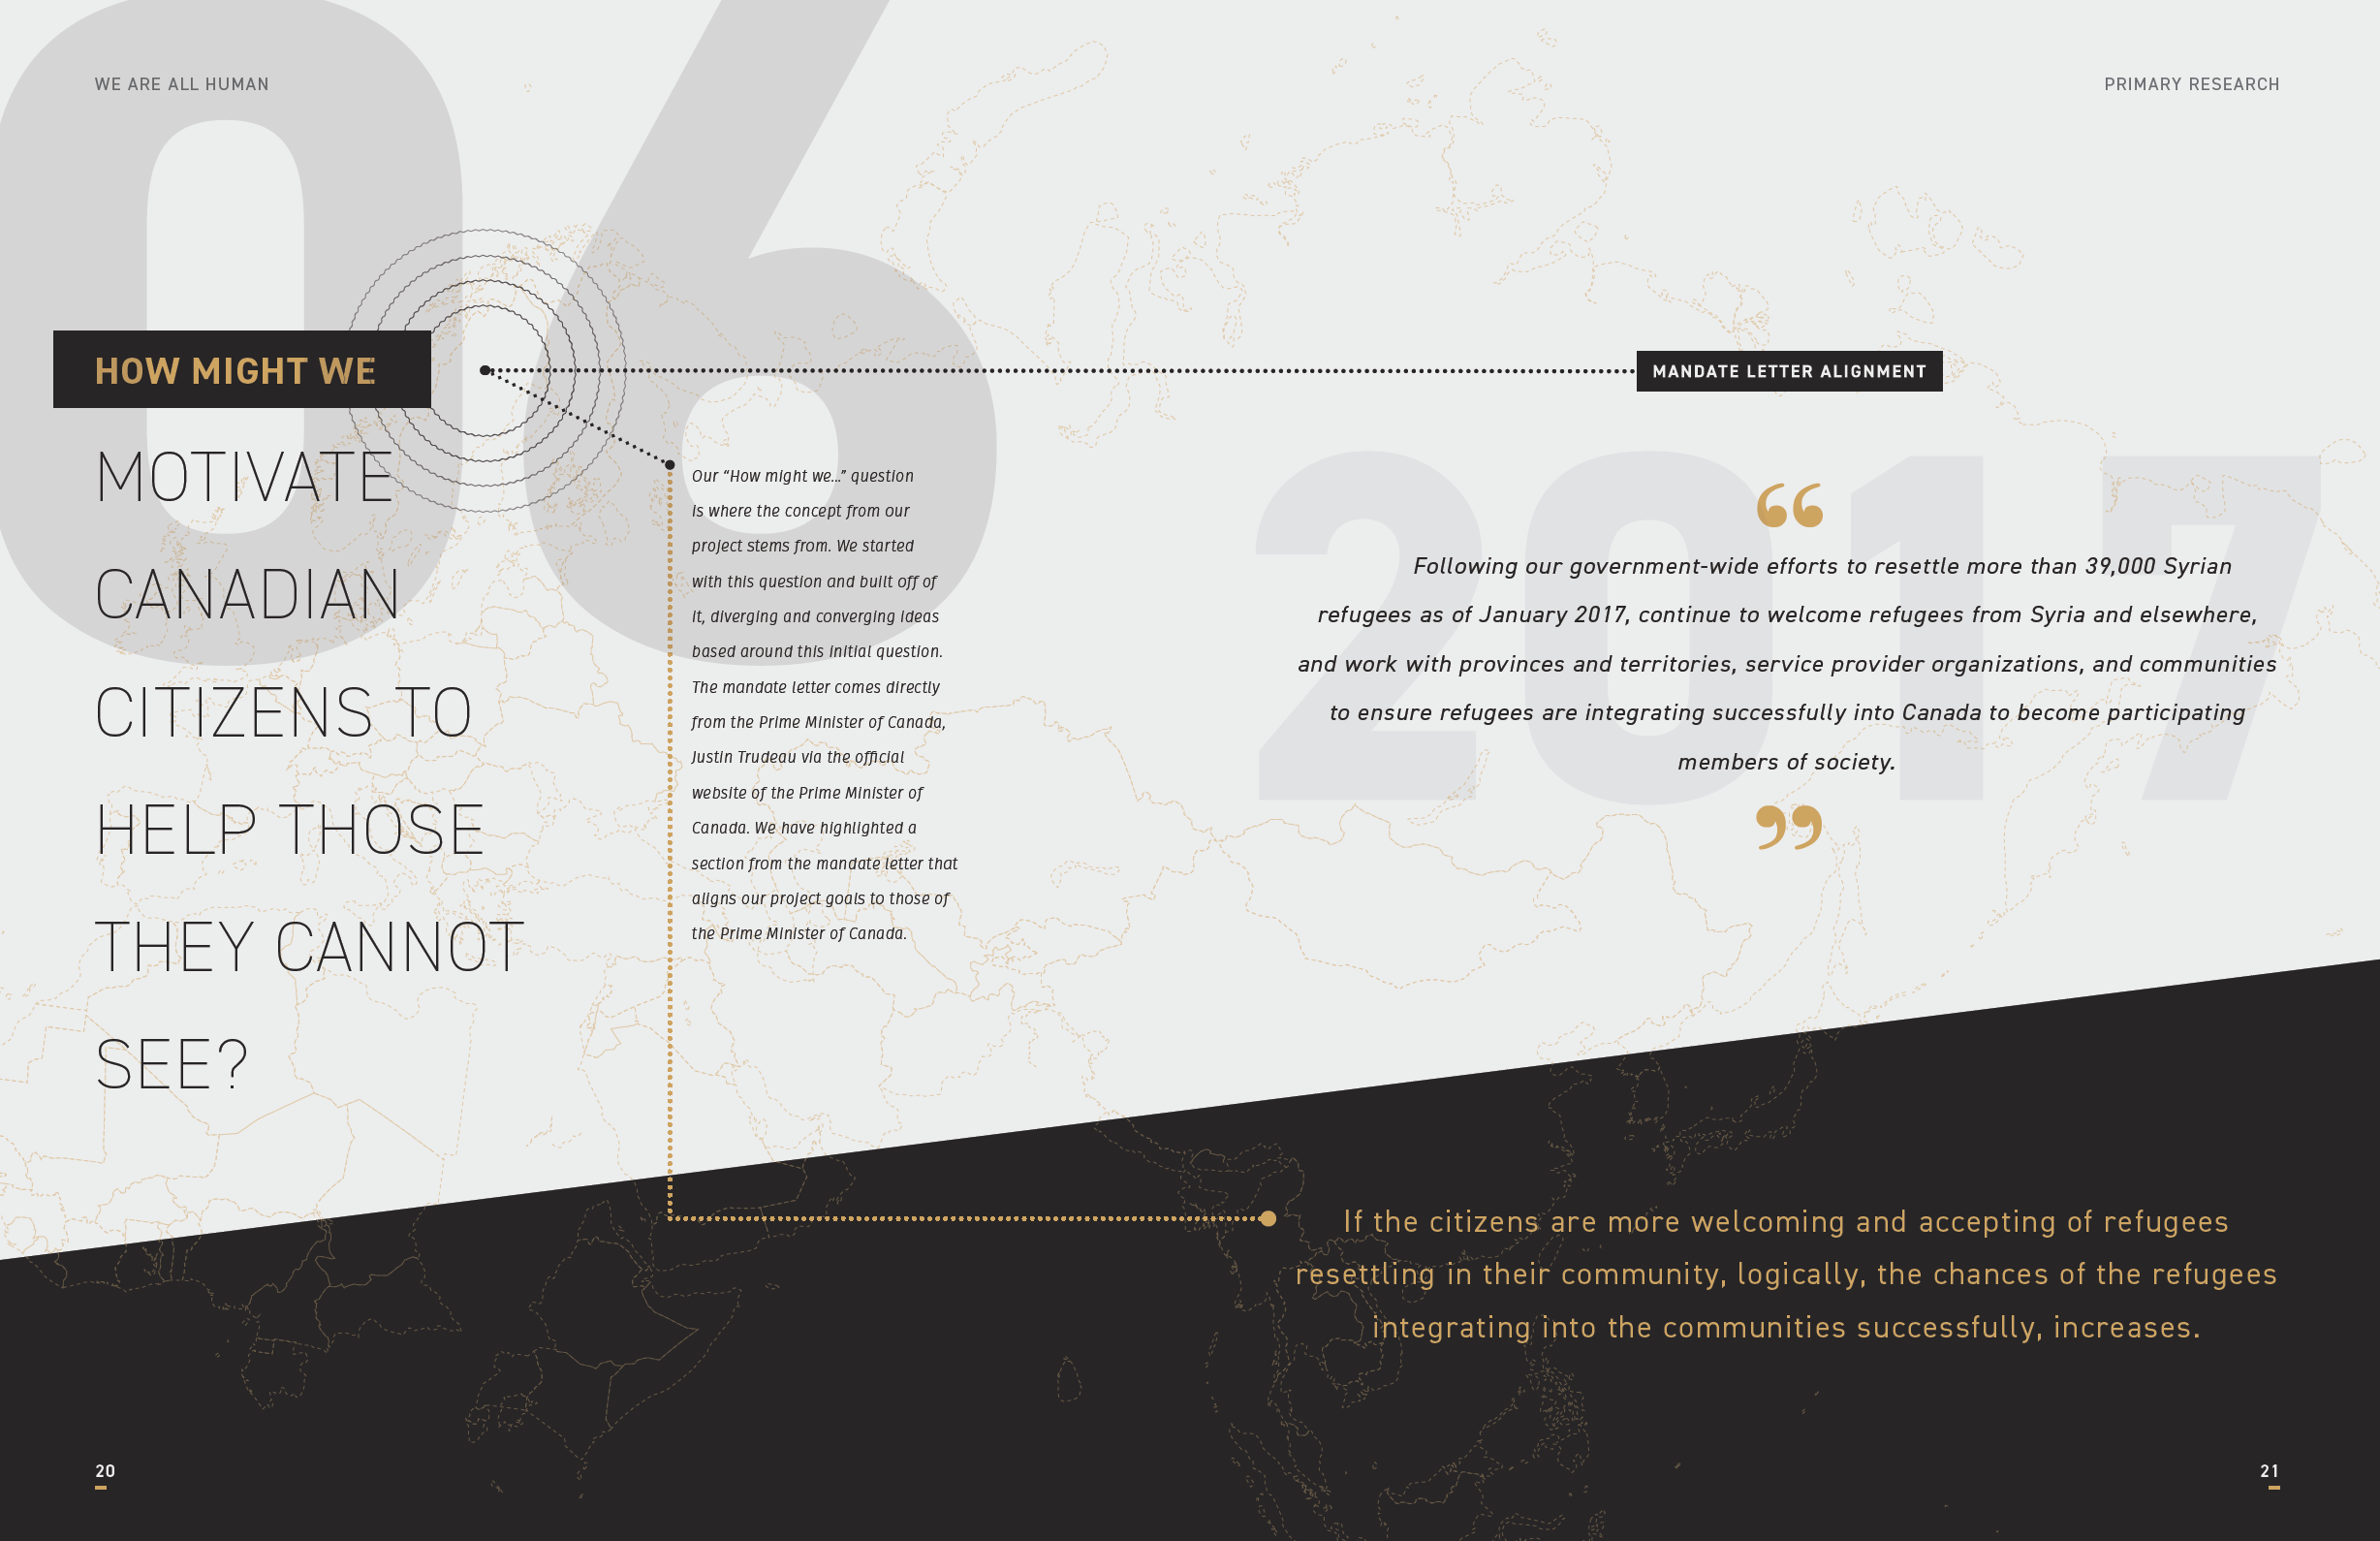 06
WE ARE ALL HUMAN
PRIMARY RESEARCH
HOW MIGHT WE
MOTIVATE
CANADIAN
CITIZENS TO
HELP THOSE
THEY CANNOT
SEE?
Our “How might we...” question
is where the concept from our
project stems from. We started
with this question and built off of
it, diverging and converging ideas
based around this initial question.
The mandate letter comes directly
from the Prime Minister of Canada,
Justin Trudeau via the official
website of the Prime Minister of
Canada. We have highlighted a
section from the mandate letter that
aligns our project goals to those of
the Prime Minister of Canada.
MANDATE LETTER ALIGNMENT
2017
“
Following our government-wide efforts to resettle more than 39,000 Syrian
refugees as of January 2017, continue to welcome refugees from Syria and elsewhere,
and work with provinces and territories, service provider organizations, and communities
to ensure refugees are integrating successfully into Canada to become participating
members of society.
”
If the citizens are more welcoming and accepting of refugees
resettling in their community, logically, the chances of the refugees
integrating into the communities successfully, increases.
20
21